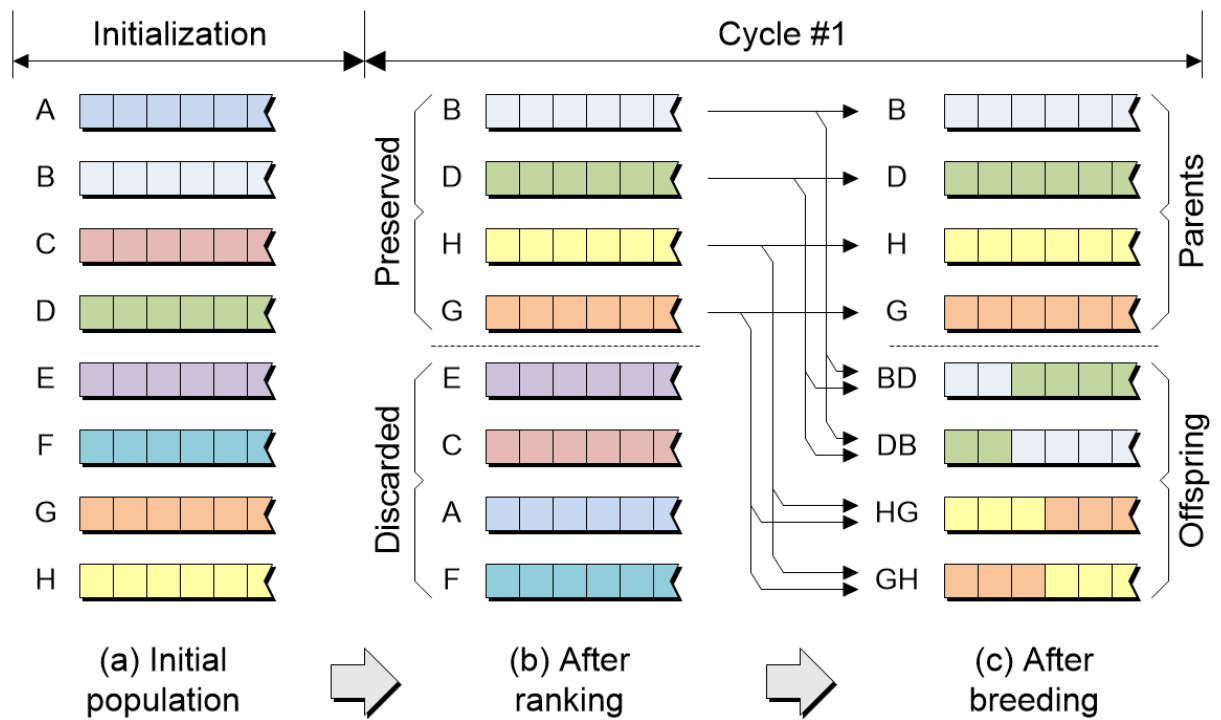 Initialization
Cycle #1
A
B
C
D
E
F
G
H
Preserved
Discarded
B
D
H
G
E
C
A
F
B
D
H
G
BD
DB
HG
GH
Parents
Offspring
(a) Initial
population
(b) After
ranking
(c) After
breeding